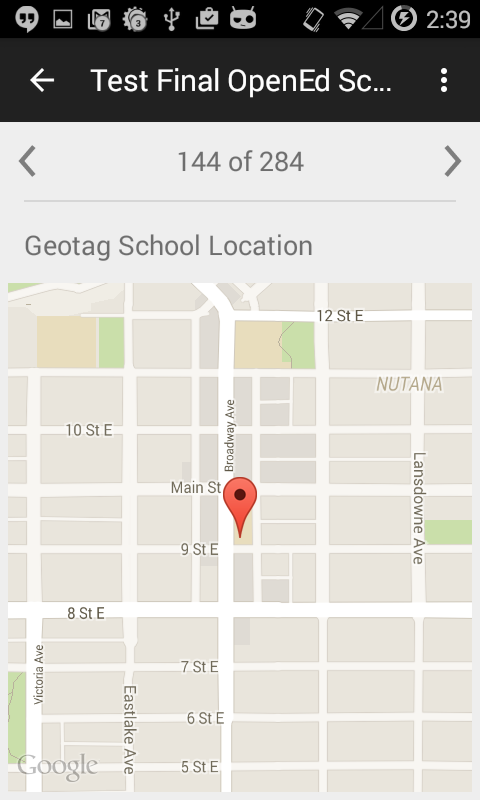 7
3
2:39
Test Final OpenEd Sc...
144 of 284
Geotag School Location
12 St E
NUTANA
Broadway Ave
10 St E
Lansdowne Ave
Main St
9 St E
8 St E
Victoria Ave
7 St E
Eastlake Ave
6 St E
Google
5 St E